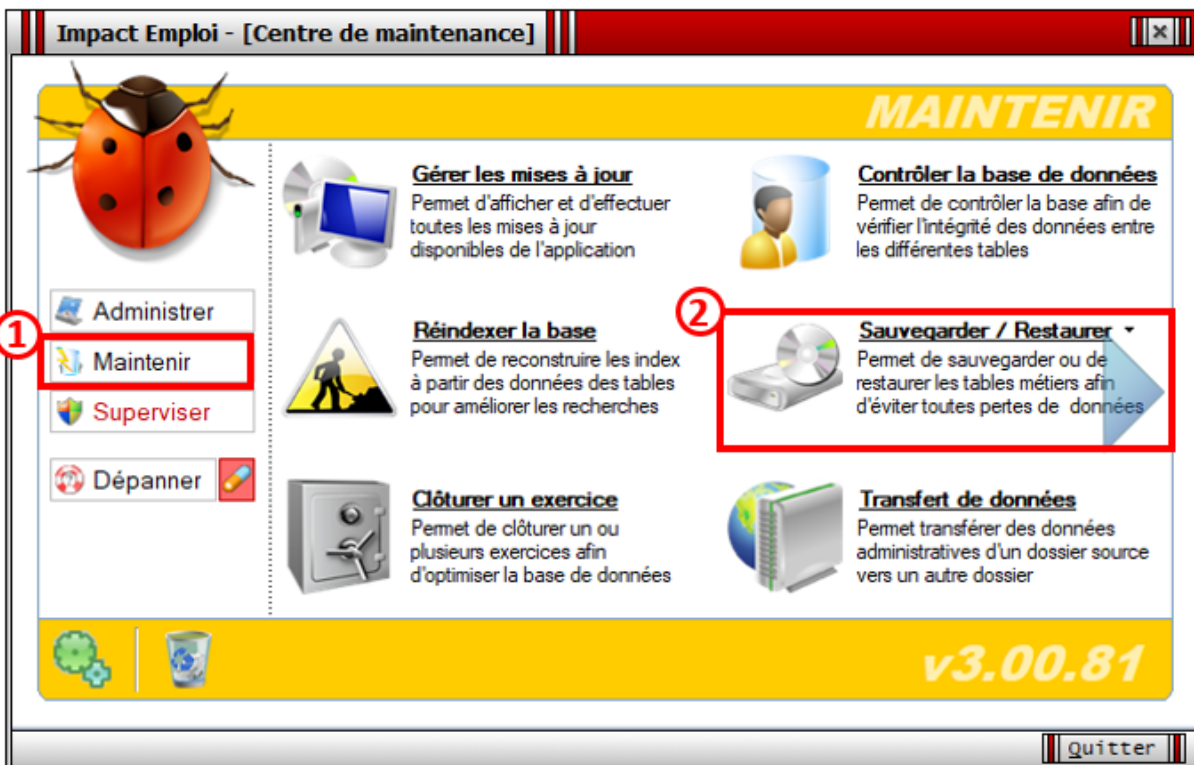 Impact Emploi - [Centre de maintenance]
MAINTENIR
Gérer les mises à jour
Permet d'afficher et d'effectuer
toutes les mises à jour
disponibles de l'application
Contrôler la base de données
Permet de contrôler la base afin de
vérifier l'intégrité des données entre
les différentes tables
Administrer
1
Maintenir
Superviser
Dépanner
Réindexer la base
Permet de reconstruire les index
à partir des données des tables
pour améliorer les recherches
2
Sauvegarder / Restaurer
Permet de sauvegarder ou de
restaurer les tables métiers afin
d'éviter toutes pertes de données
Clôturer un exercice
Permet de clôturer un ou
plusieurs exercices afin
d'optimiser la base de données
Transfert de données
Permet transférer des données
administratives d'un dossier source
vers un autre dossier
v3.00.81
Quitter